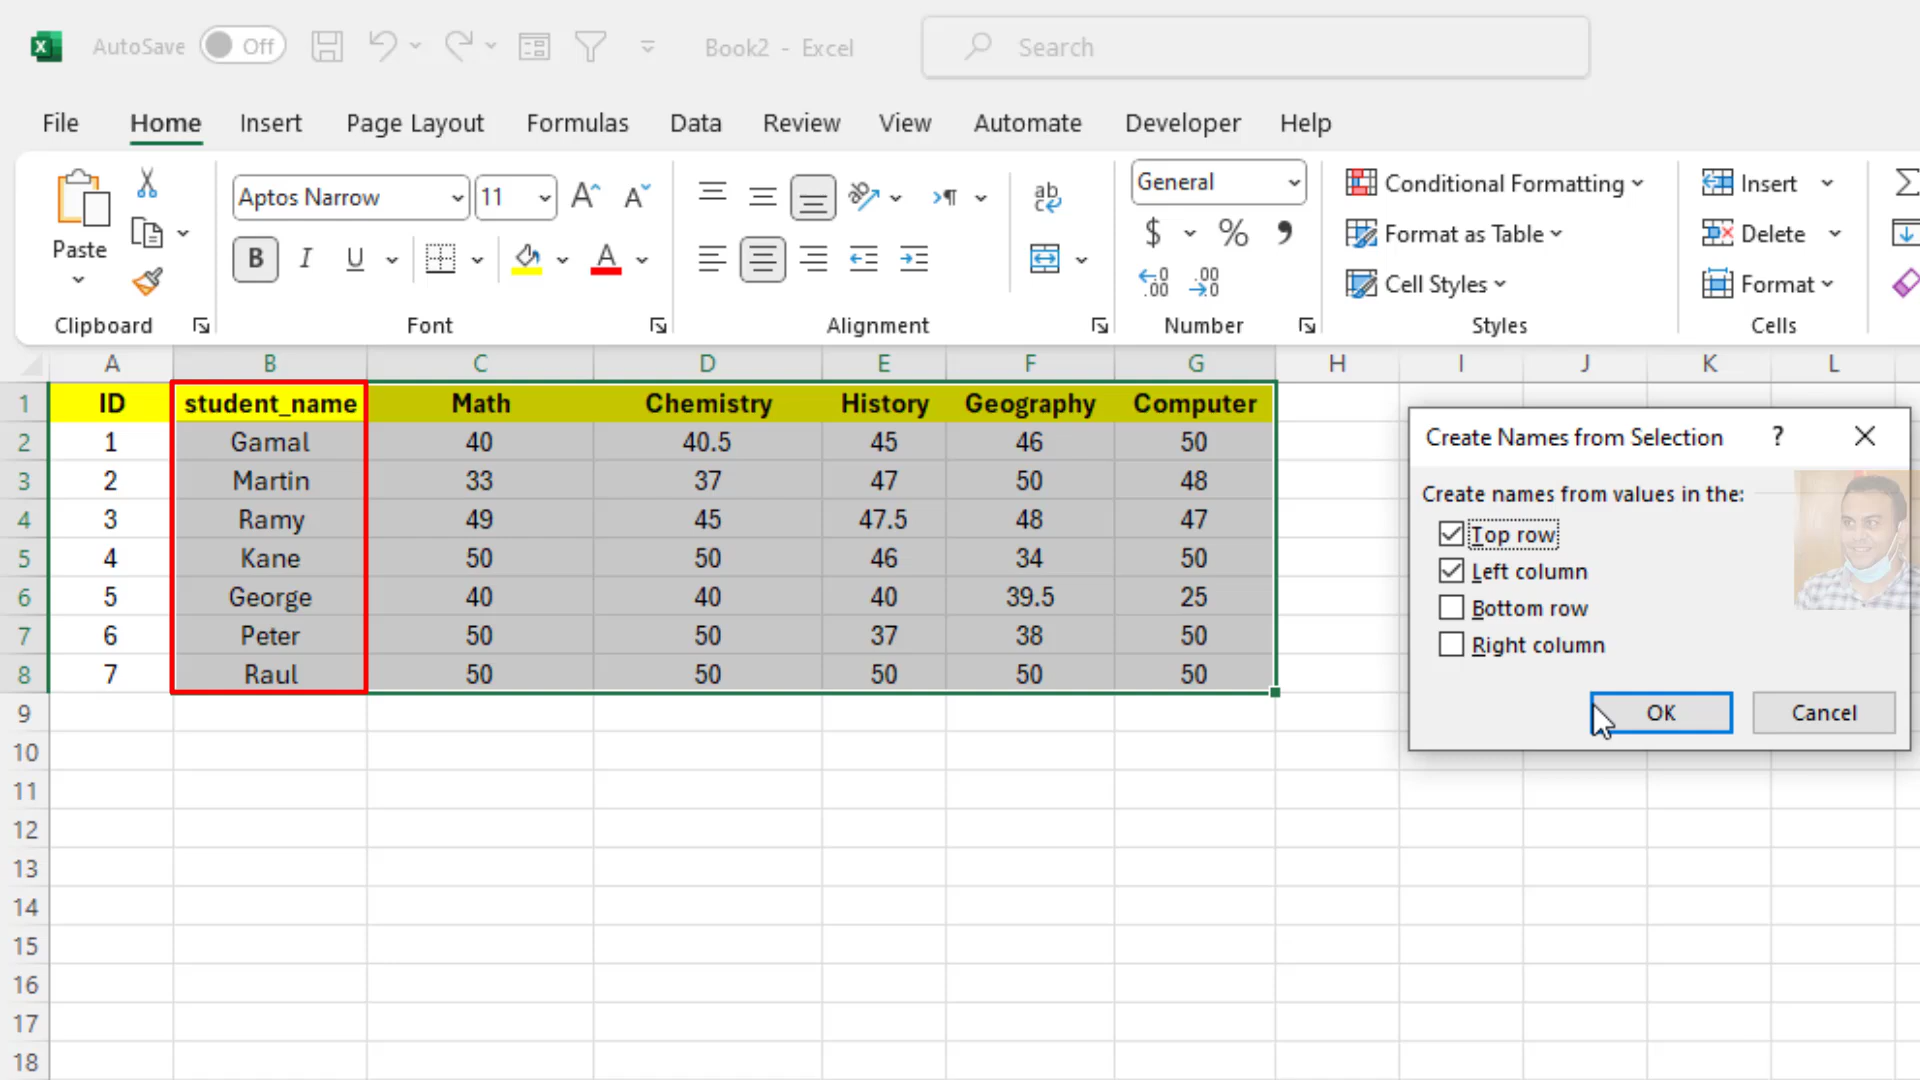 AutoSave Off Book2 - Excel Search
File Home Insert Page Layout Formulas Data Review View Automate Developer Help
Paste
Clipboard
Aptos Narrow 11
B I U A
Font
ab
Alignment
General
$ % ,
Number
Conditional Formatting
Format as Table
Cell Styles
Styles
Insert
Delete
Format
Cells
A B C D E F G H I J K L
1 ID student_name Math Chemistry History Geography Computer
2 1 Gamal 40 40.5 45 46 50
3 2 Martin 33 37 47 50 48
4 3 Ramy 49 45 47.5 48 47
5 4 Kane 50 50 46 34 50
6 5 George 40 40 40 39.5 25
7 6 Peter 50 50 37 38 50
8 7 Raul 50 50 50 50 50
9
10
11
12
13
14
15
16
17
18
Create Names from Selection ?
Create names from values in the:
Top row
Left column
Bottom row
Right column
OK Cancel